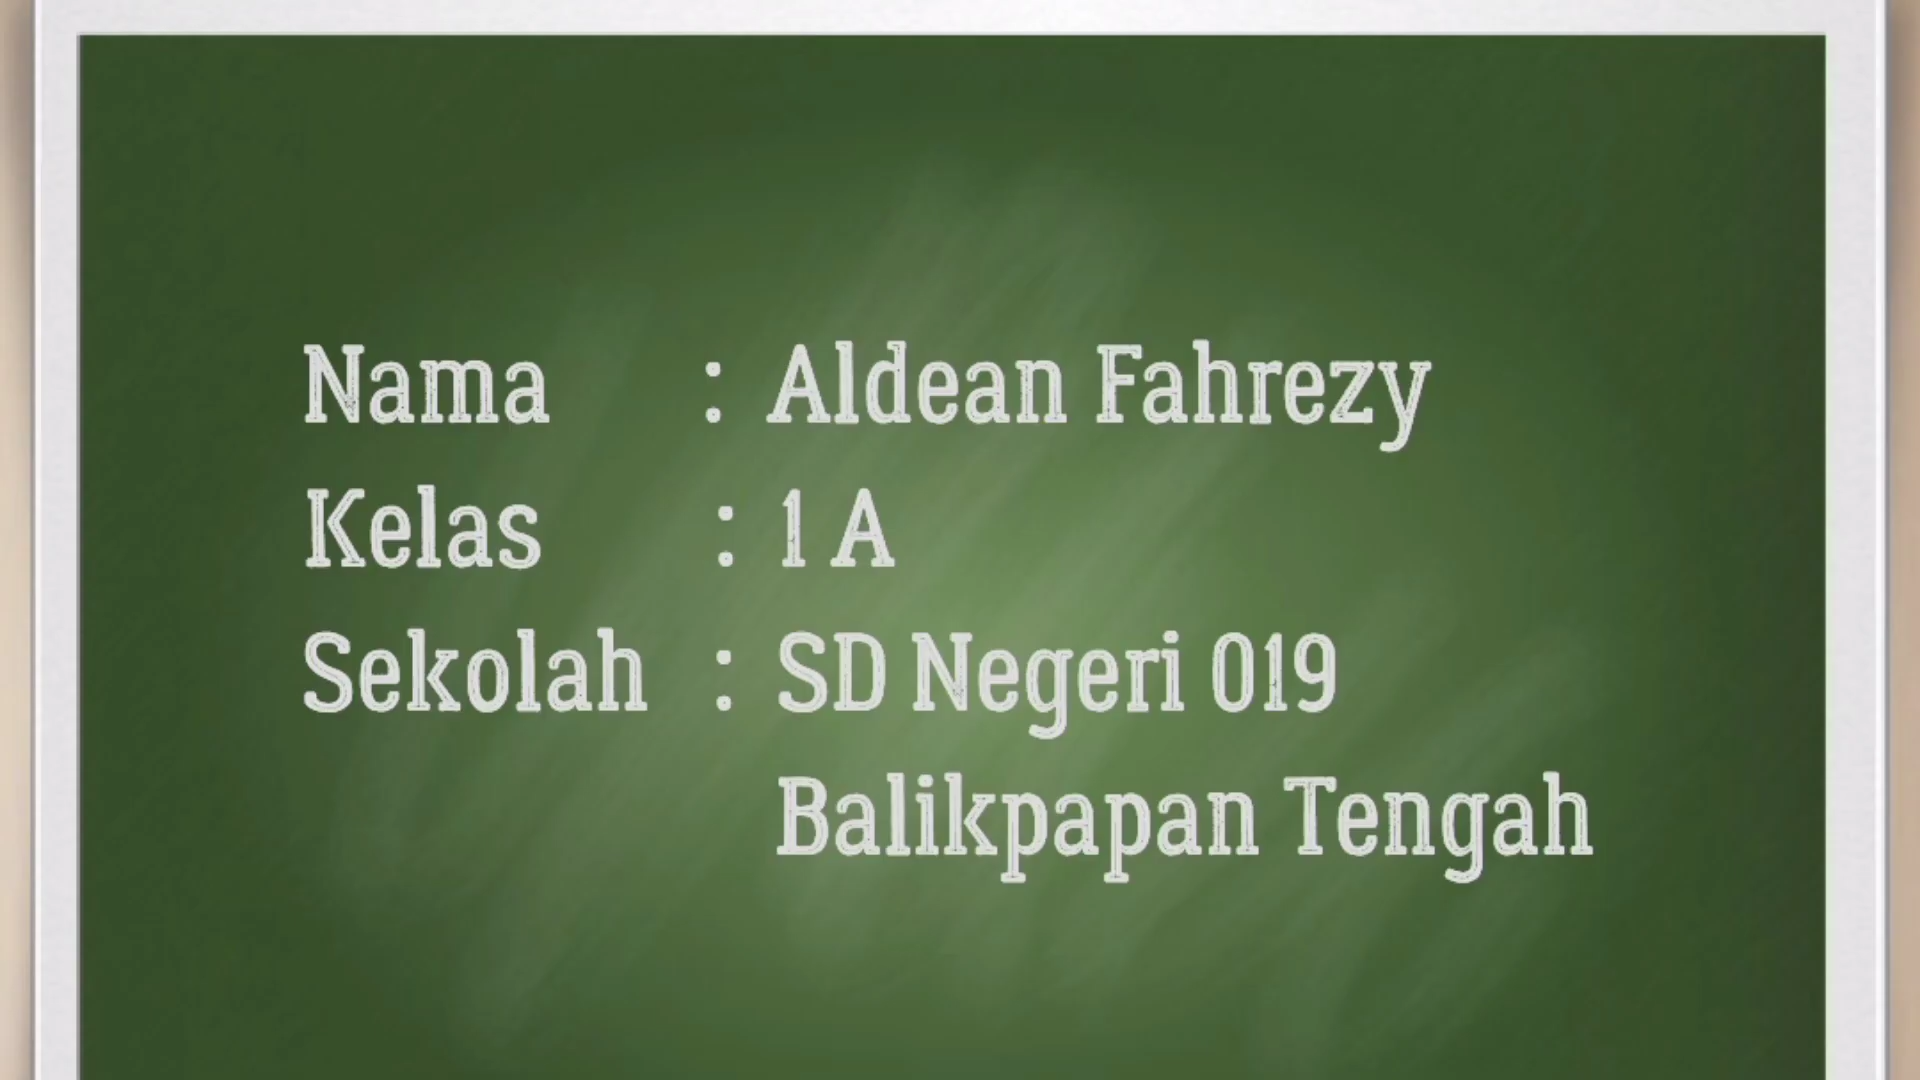 Nama : Aldean Fahrezy
Kelas : 1 A
Sekolah : SD Negeri 019
Balikpapan Tengah